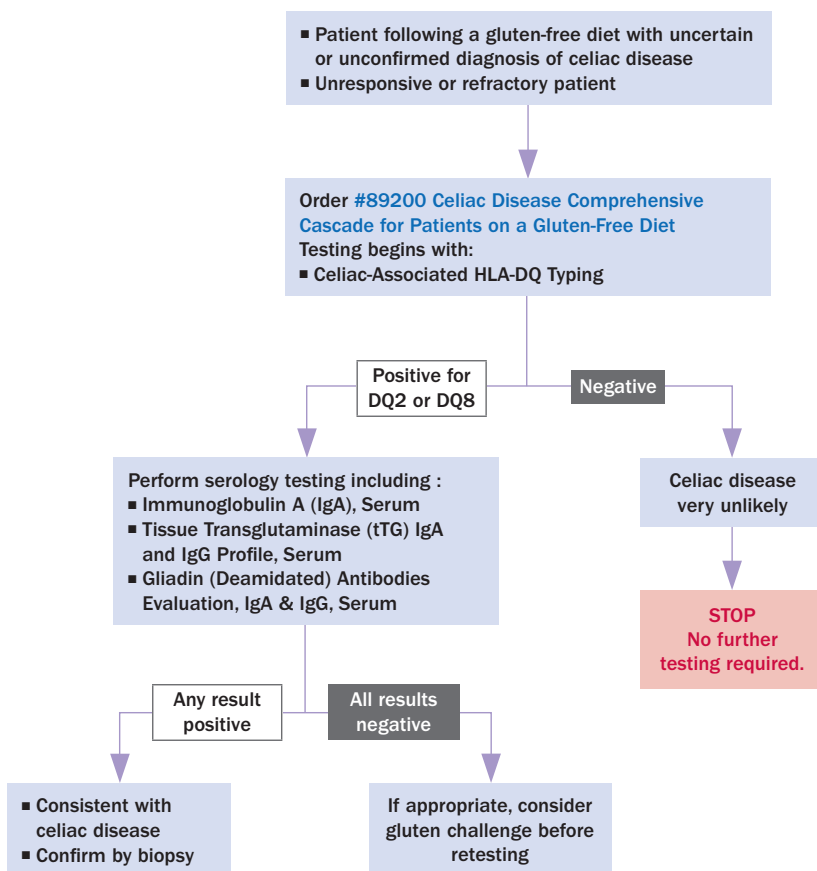 ■ Patient following a gluten-free diet with uncertain
or unconfirmed diagnosis of celiac disease
■ Unresponsive or refractory patient
Order #89200 Celiac Disease Comprehensive
Cascade for Patients on a Gluten-Free Diet
Testing begins with:
■ Celiac-Associated HLA-DQ Typing
Positive for
DQ2 or DQ8
Negative
Perform serology testing including :
■ Immunoglobulin A (IgA), Serum
■ Tissue Transglutaminase (tTG) IgA
and IgG Profile, Serum
■ Gliadin (Deamidated) Antibodies
Evaluation, IgA & IgG, Serum
Celiac disease
very unlikely
STOP
No further
testing required.
Any result
positive
All results
negative
■ Consistent with
celiac disease
■ Confirm by biopsy
If appropriate, consider
gluten challenge before
retesting